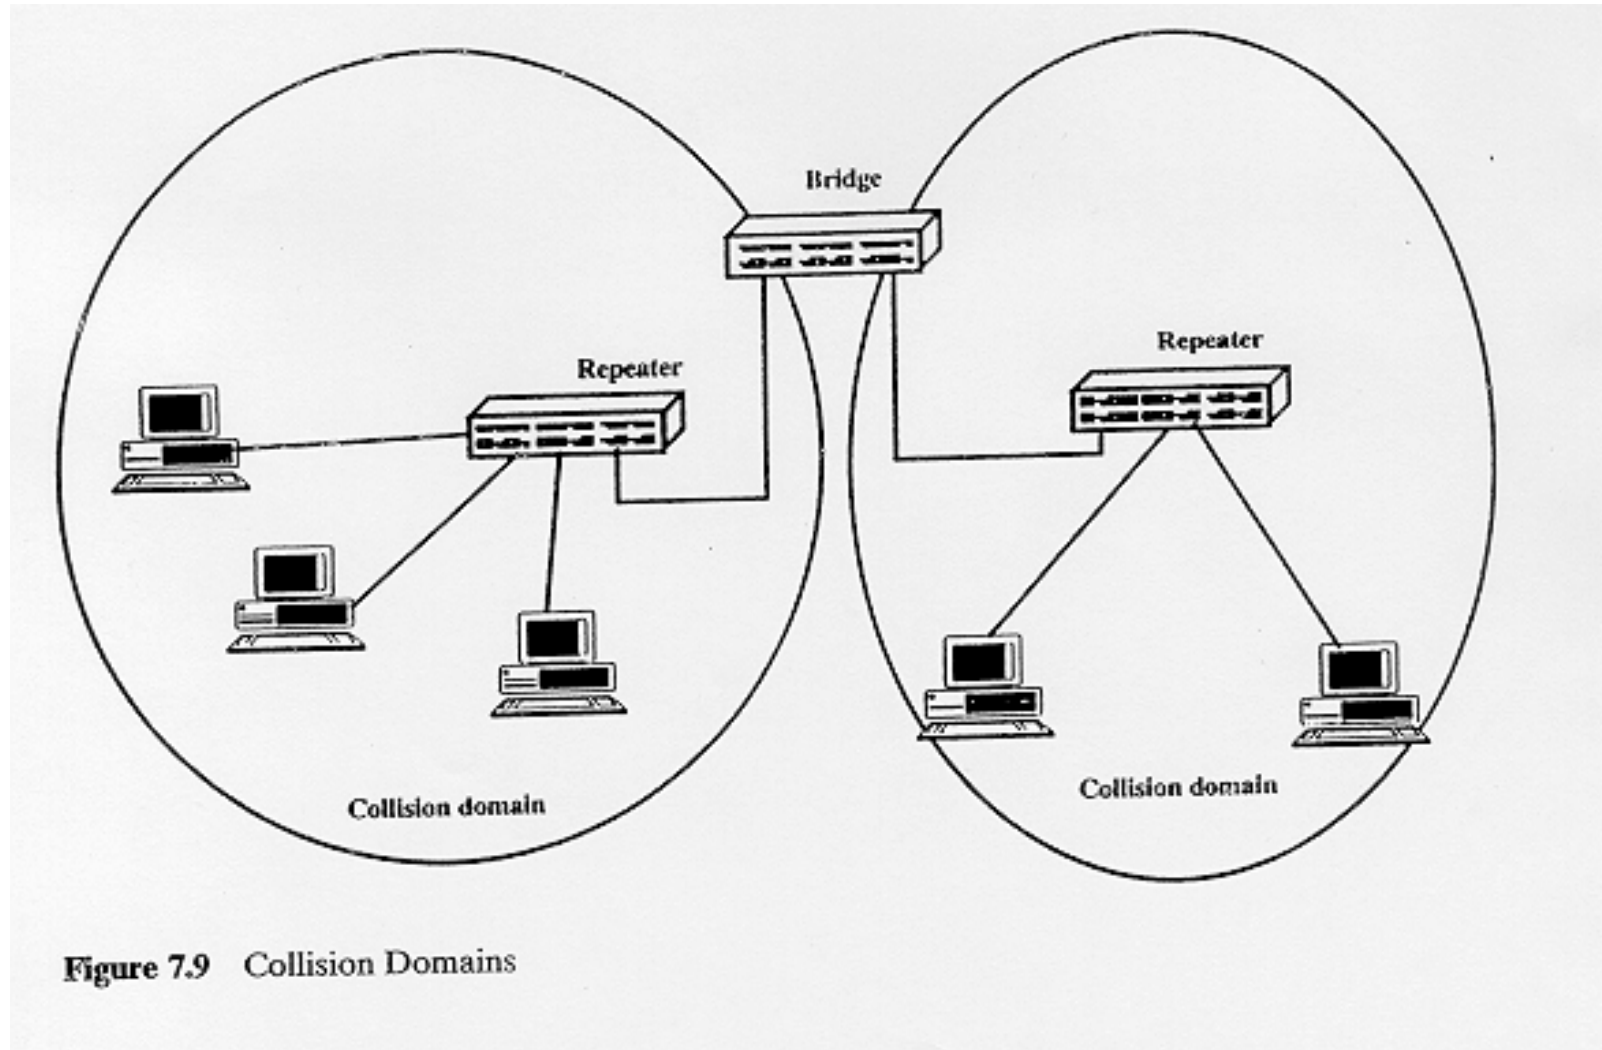 Bridge
Repeater
Repeater
Collision domain
Collision domain
Figure 7.9 Collision Domains